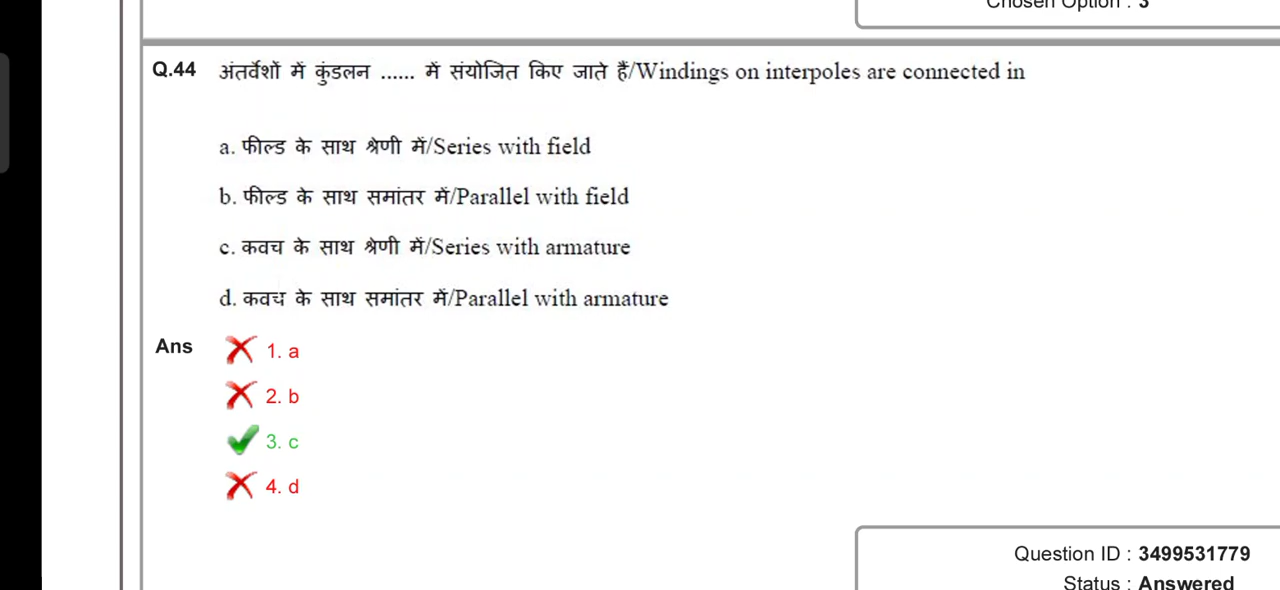 Chosen Option : 3
Q.44 अंतर्वेशों में कुंडलन ...... में संयोजित किए जाते हैं/Windings on interpoles are connected in
a. फील्ड के साथ श्रेणी में/Series with field
b. फील्ड के साथ समांतर में/Parallel with field
c. कवच के साथ श्रेणी में/Series with armature
d. कवच के साथ समांतर में/Parallel with armature
Ans 1. a
2. b
3. c
4. d
Question ID : 3499531779
Status : Answered